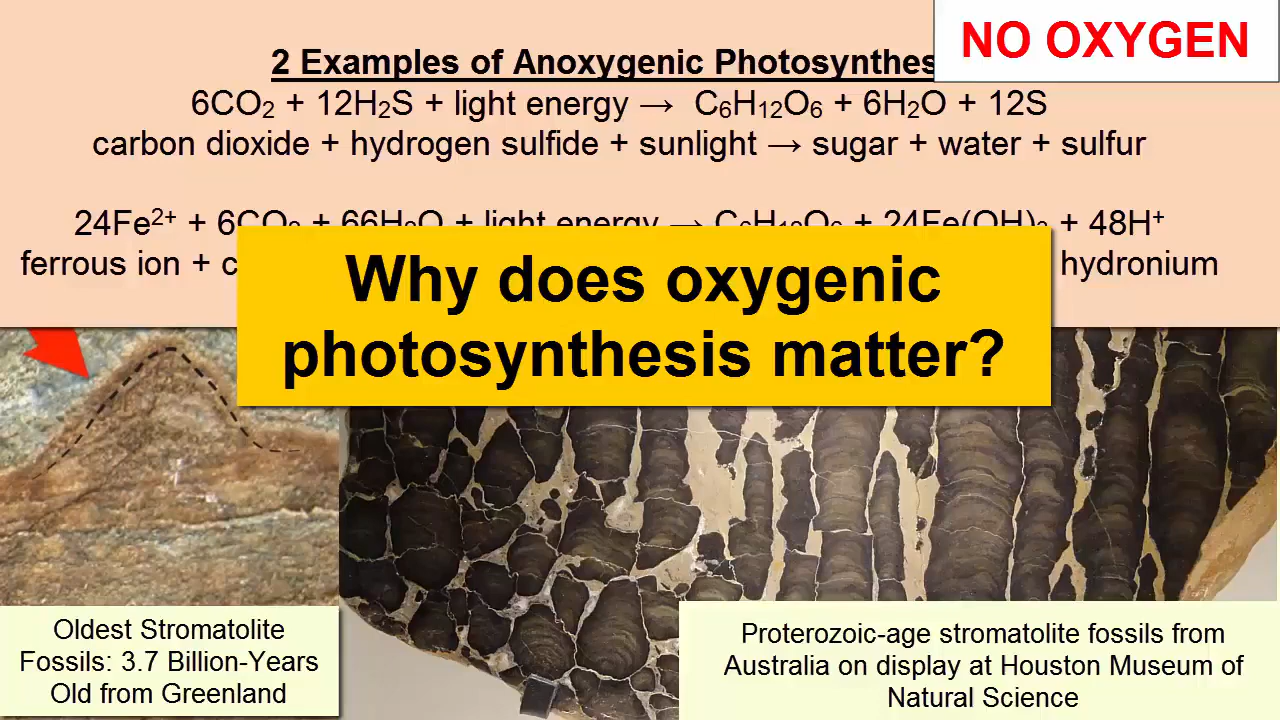 NO OXYGEN
2 Examples of Anoxygenic Photosynthes
6CO₂ + 12H₂S + light energy → C₆H₁₂O₆ + 6H₂O + 12S
carbon dioxide + hydrogen sulfide + sunlight → sugar + water + sulfur
24Fe²⁺ + 6CO₂ + 66H₂O + light energy → C₆H₁₂O₆ + 24Fe(OH)₃ + 48H⁺
ferrous ion + c hydronium
Why does oxygenic
photosynthesis matter?
Oldest Stromatolite
Fossils: 3.7 Billion-Years
Old from Greenland
Proterozoic-age stromatolite fossils from
Australia on display at Houston Museum of
Natural Science